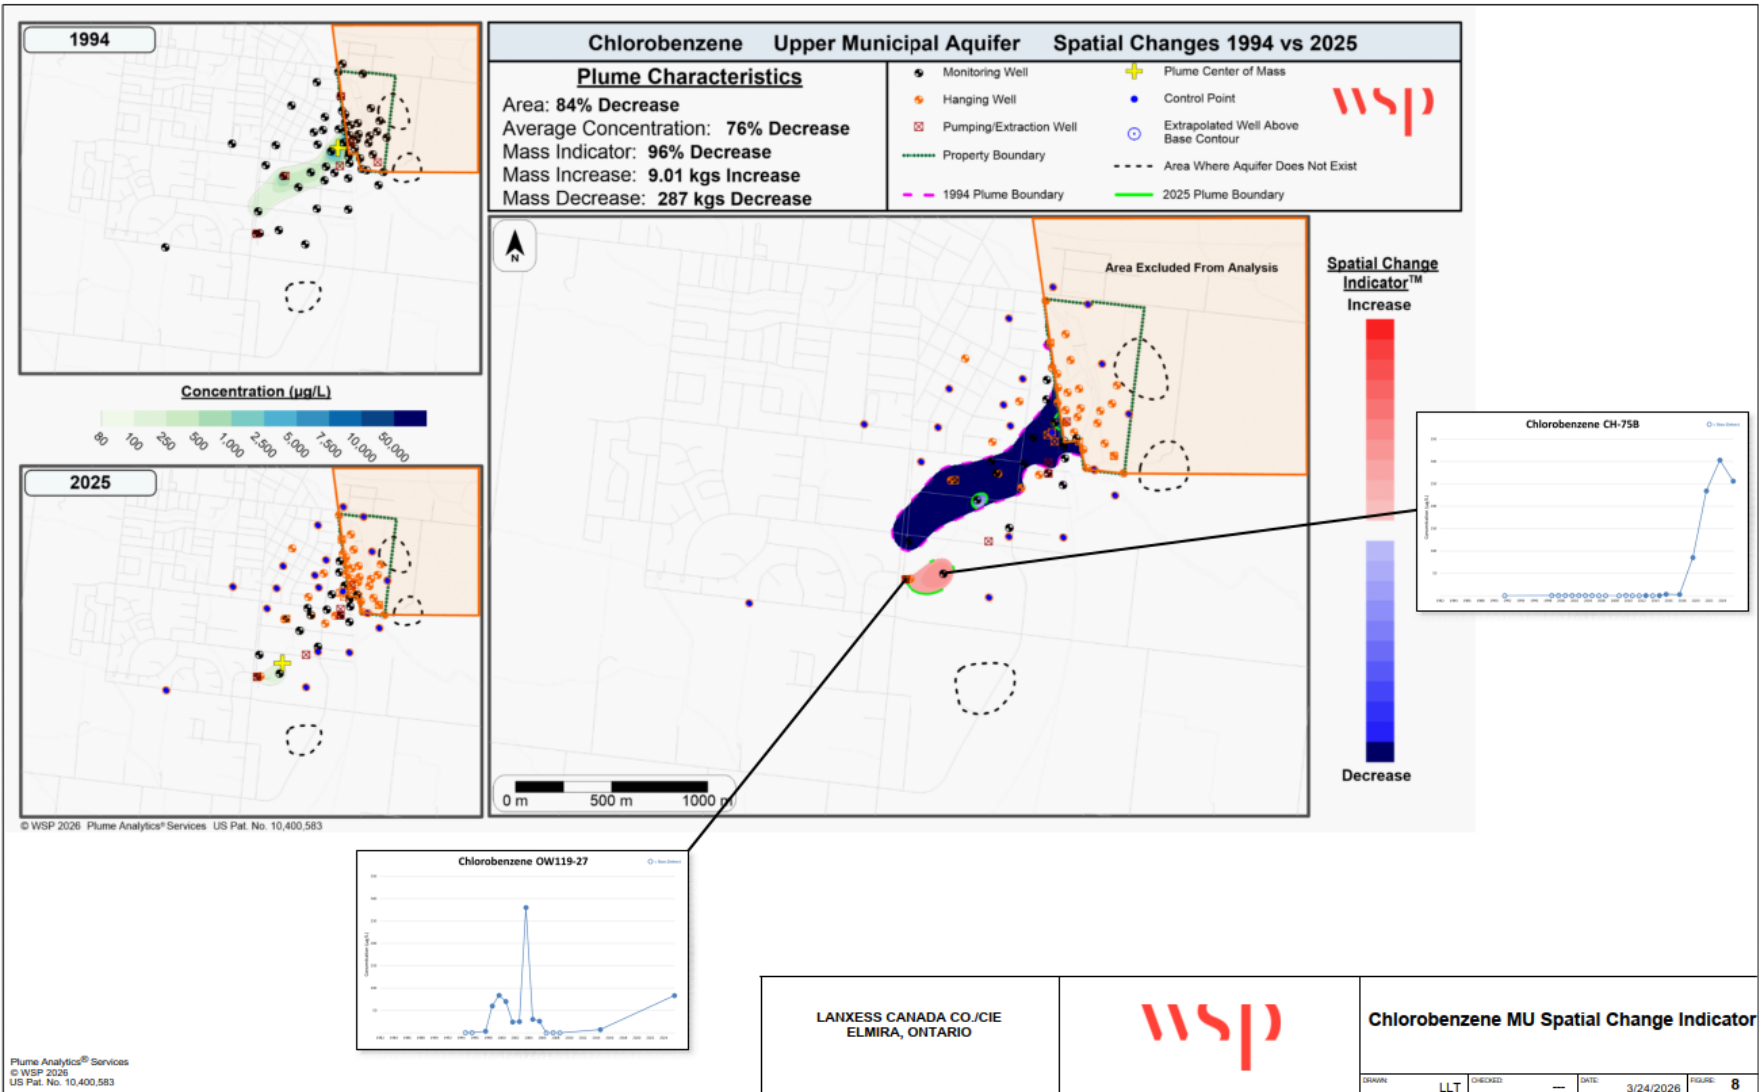 1994
Chlorobenzene Upper Municipal Aquifer Spatial Changes 1994 vs 2025
Plume Characteristics
Area: 84% Decrease
Average Concentration: 76% Decrease
Mass Indicator: 96% Decrease
Mass Increase: 9.01 kgs Increase
Mass Decrease: 287 kgs Decrease
Monitoring Well
Hanging Well
Pumping/Extraction Well
Property Boundary
1994 Plume Boundary
Plume Center of Mass
Control Point
Extrapolated Well Above
Base Contour
Area Where Aquifer Does Not Exist
2025 Plume Boundary
wsp
N
Area Excluded From Analysis
Spatial Change
Indicator™
Increase
Decrease
Concentration (µg/L)
80 100 250 500 1,000 2,500 5,000 7,500 10,000 50,000
2025
0 m 500 m 1000 m
© WSP 2026 Plume Analytics® Services US Pat. No. 10,400,583
Chlorobenzene CH-75B
Chlorobenzene OW119-27
LANXESS CANADA CO./CIE
ELMIRA, ONTARIO
wsp
Chlorobenzene MU Spatial Change Indicator
DRAWN: LLT CHECKED: --- DATE: 3/24/2026 FIGURE: 8
Plume Analytics® Services
© WSP 2026
US Pat. No. 10,400,583